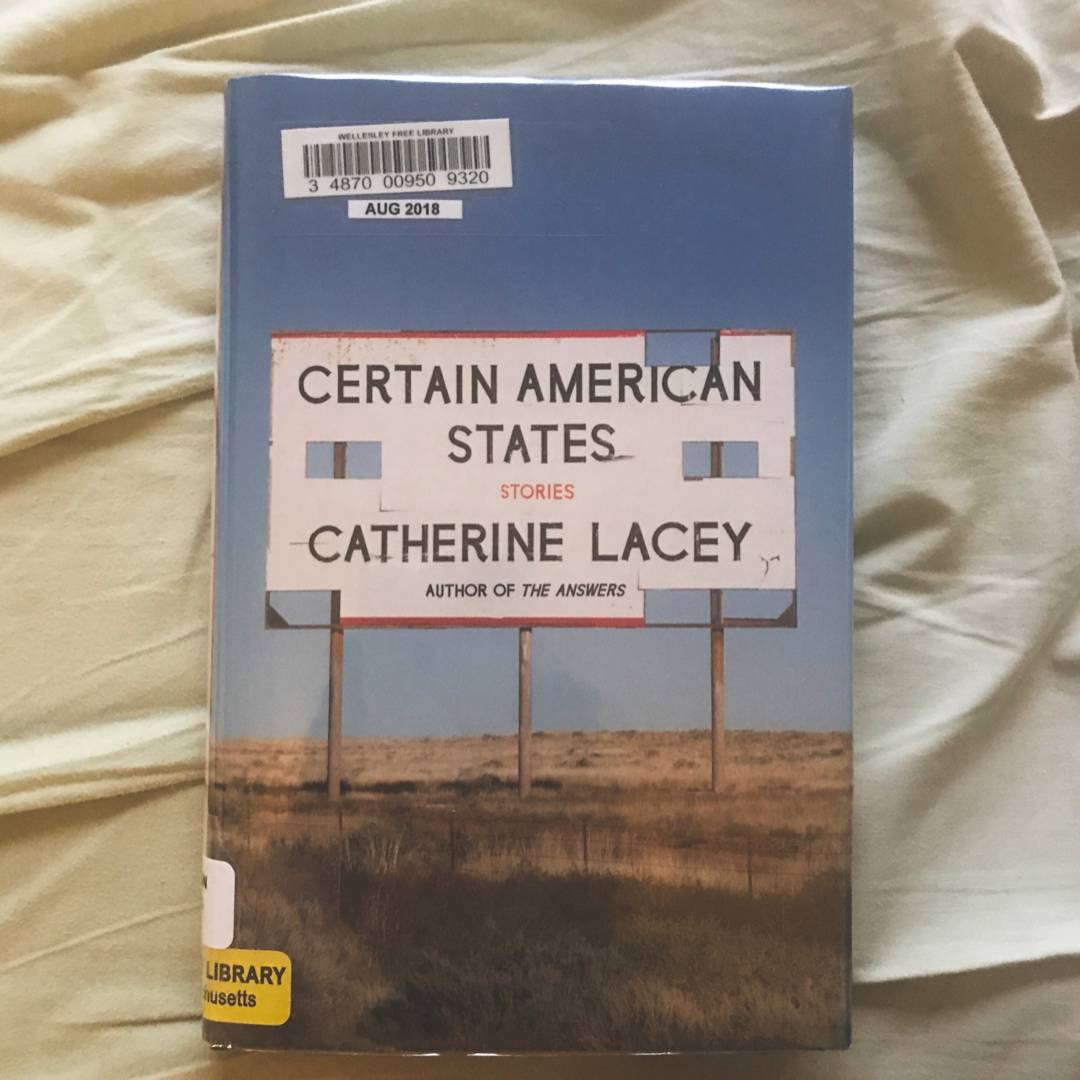 WELLESLEY FREE LIBRARY
3 4870 00950 9320
AUG 2018
CERTAIN AMERICAN
STATES
STORIES
CATHERINE LACEY
AUTHOR OF THE ANSWERS
LIBRARY